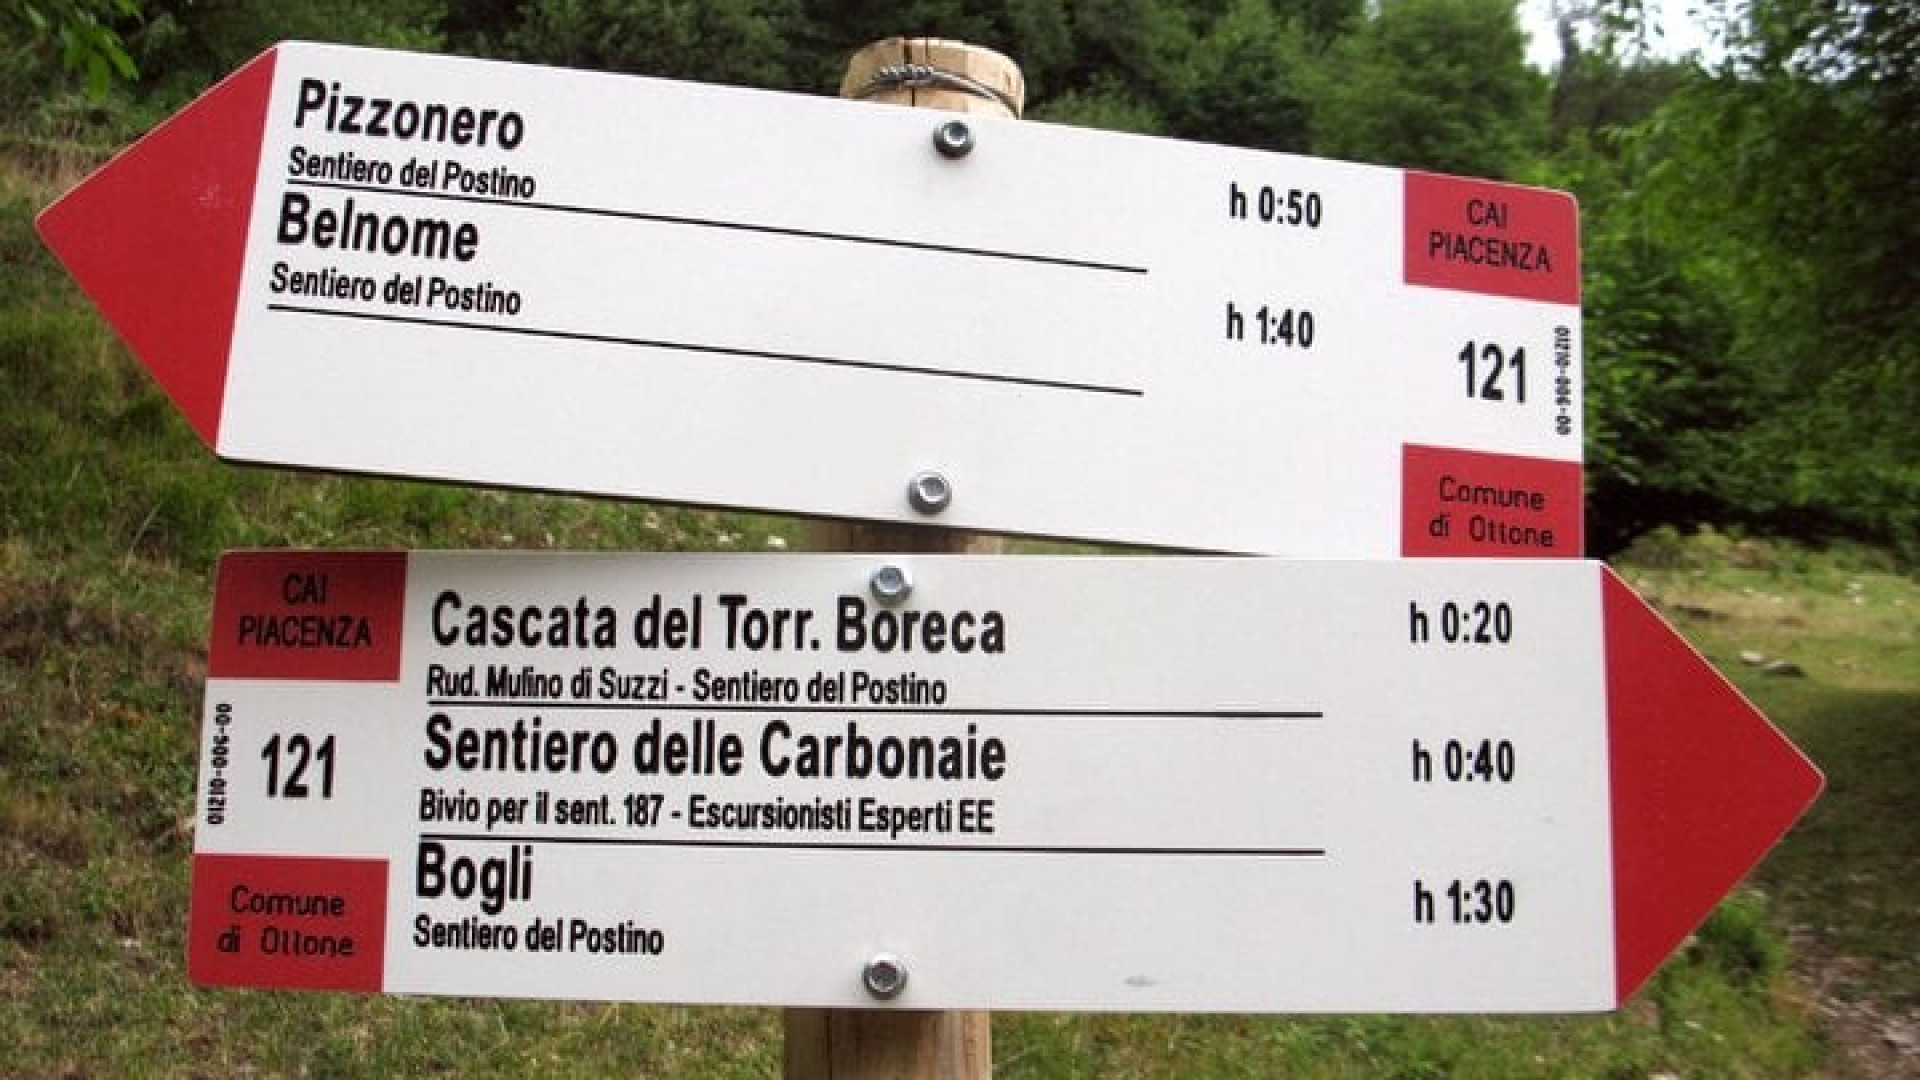 Pizzonero
Sentiero del Postino
h 0:50
Belnome
Sentiero del Postino
h 1:40
CAI
PIACENZA
121
Comune
di Ottone
CAI
PIACENZA
121
Comune
di Ottone
Cascata del Torr. Boreca
h 0:20
Rud. Mulino di Suzzi - Sentiero del Postino
Sentiero delle Carbonaie
h 0:40
Bivio per il sent. 187 - Escursionisti Esperti EE
Bogli
h 1:30
Sentiero del Postino